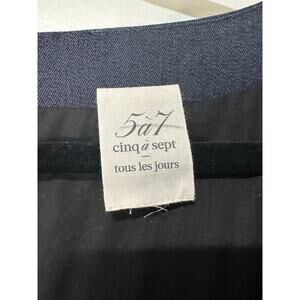 5à7
cinq à sept
—
tous les jours